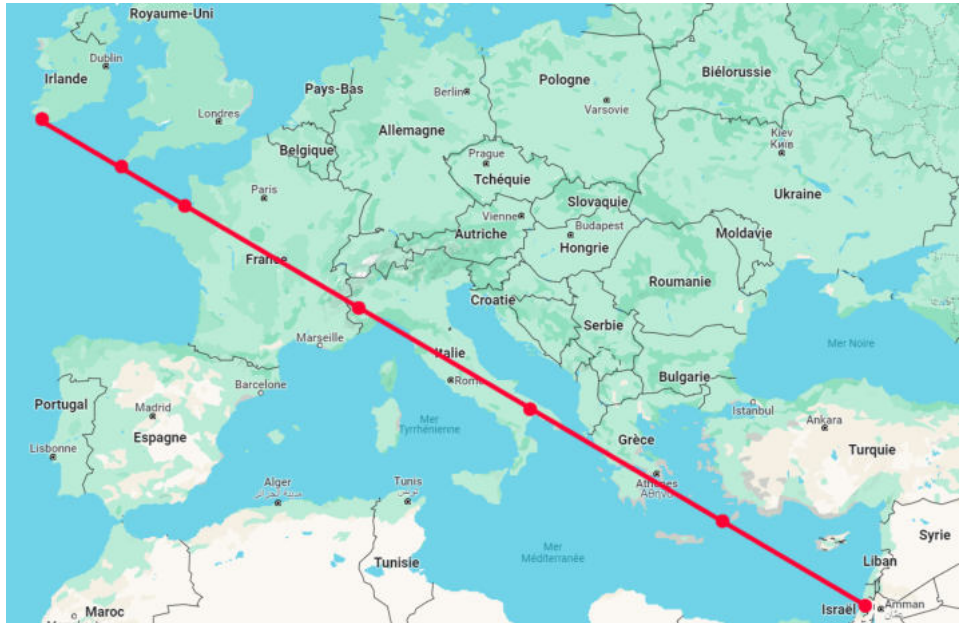 Royaume-Uni
Dublin
Irlande
Londres
Pays-Bas
Berlin
Pologne
Varsovie
Biélorussie
Belgique
Allemagne
Kiev
Київ
Prague
Tchéquie
Paris
Ukraine
Slovaquie
Vienne
Budapest
Autriche
Hongrie
Moldavie
France
Roumanie
Croatie
Serbie
Marseille
Italie
Mer Noire
Rome
Bulgarie
Barcelone
Portugal
Madrid
Espagne
Mer
Tyrrhénienne
Istanbul
Ankara
Grèce
Turquie
Lisbonne
Athènes
Αθήνα
Alger
Tunis
تونس
Mer
Méditerranée
Syrie
Tunisie
Liban
Maroc
Israël
Amman